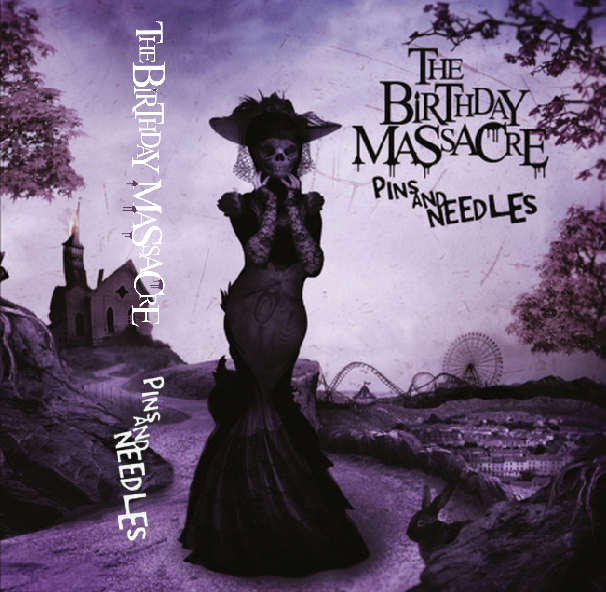 THE BIRTHDAY MASSACRE
PINS AND NEEDLES
THE
BIRTHDAY
MASSACRE
PINS
AND
NEEDLES